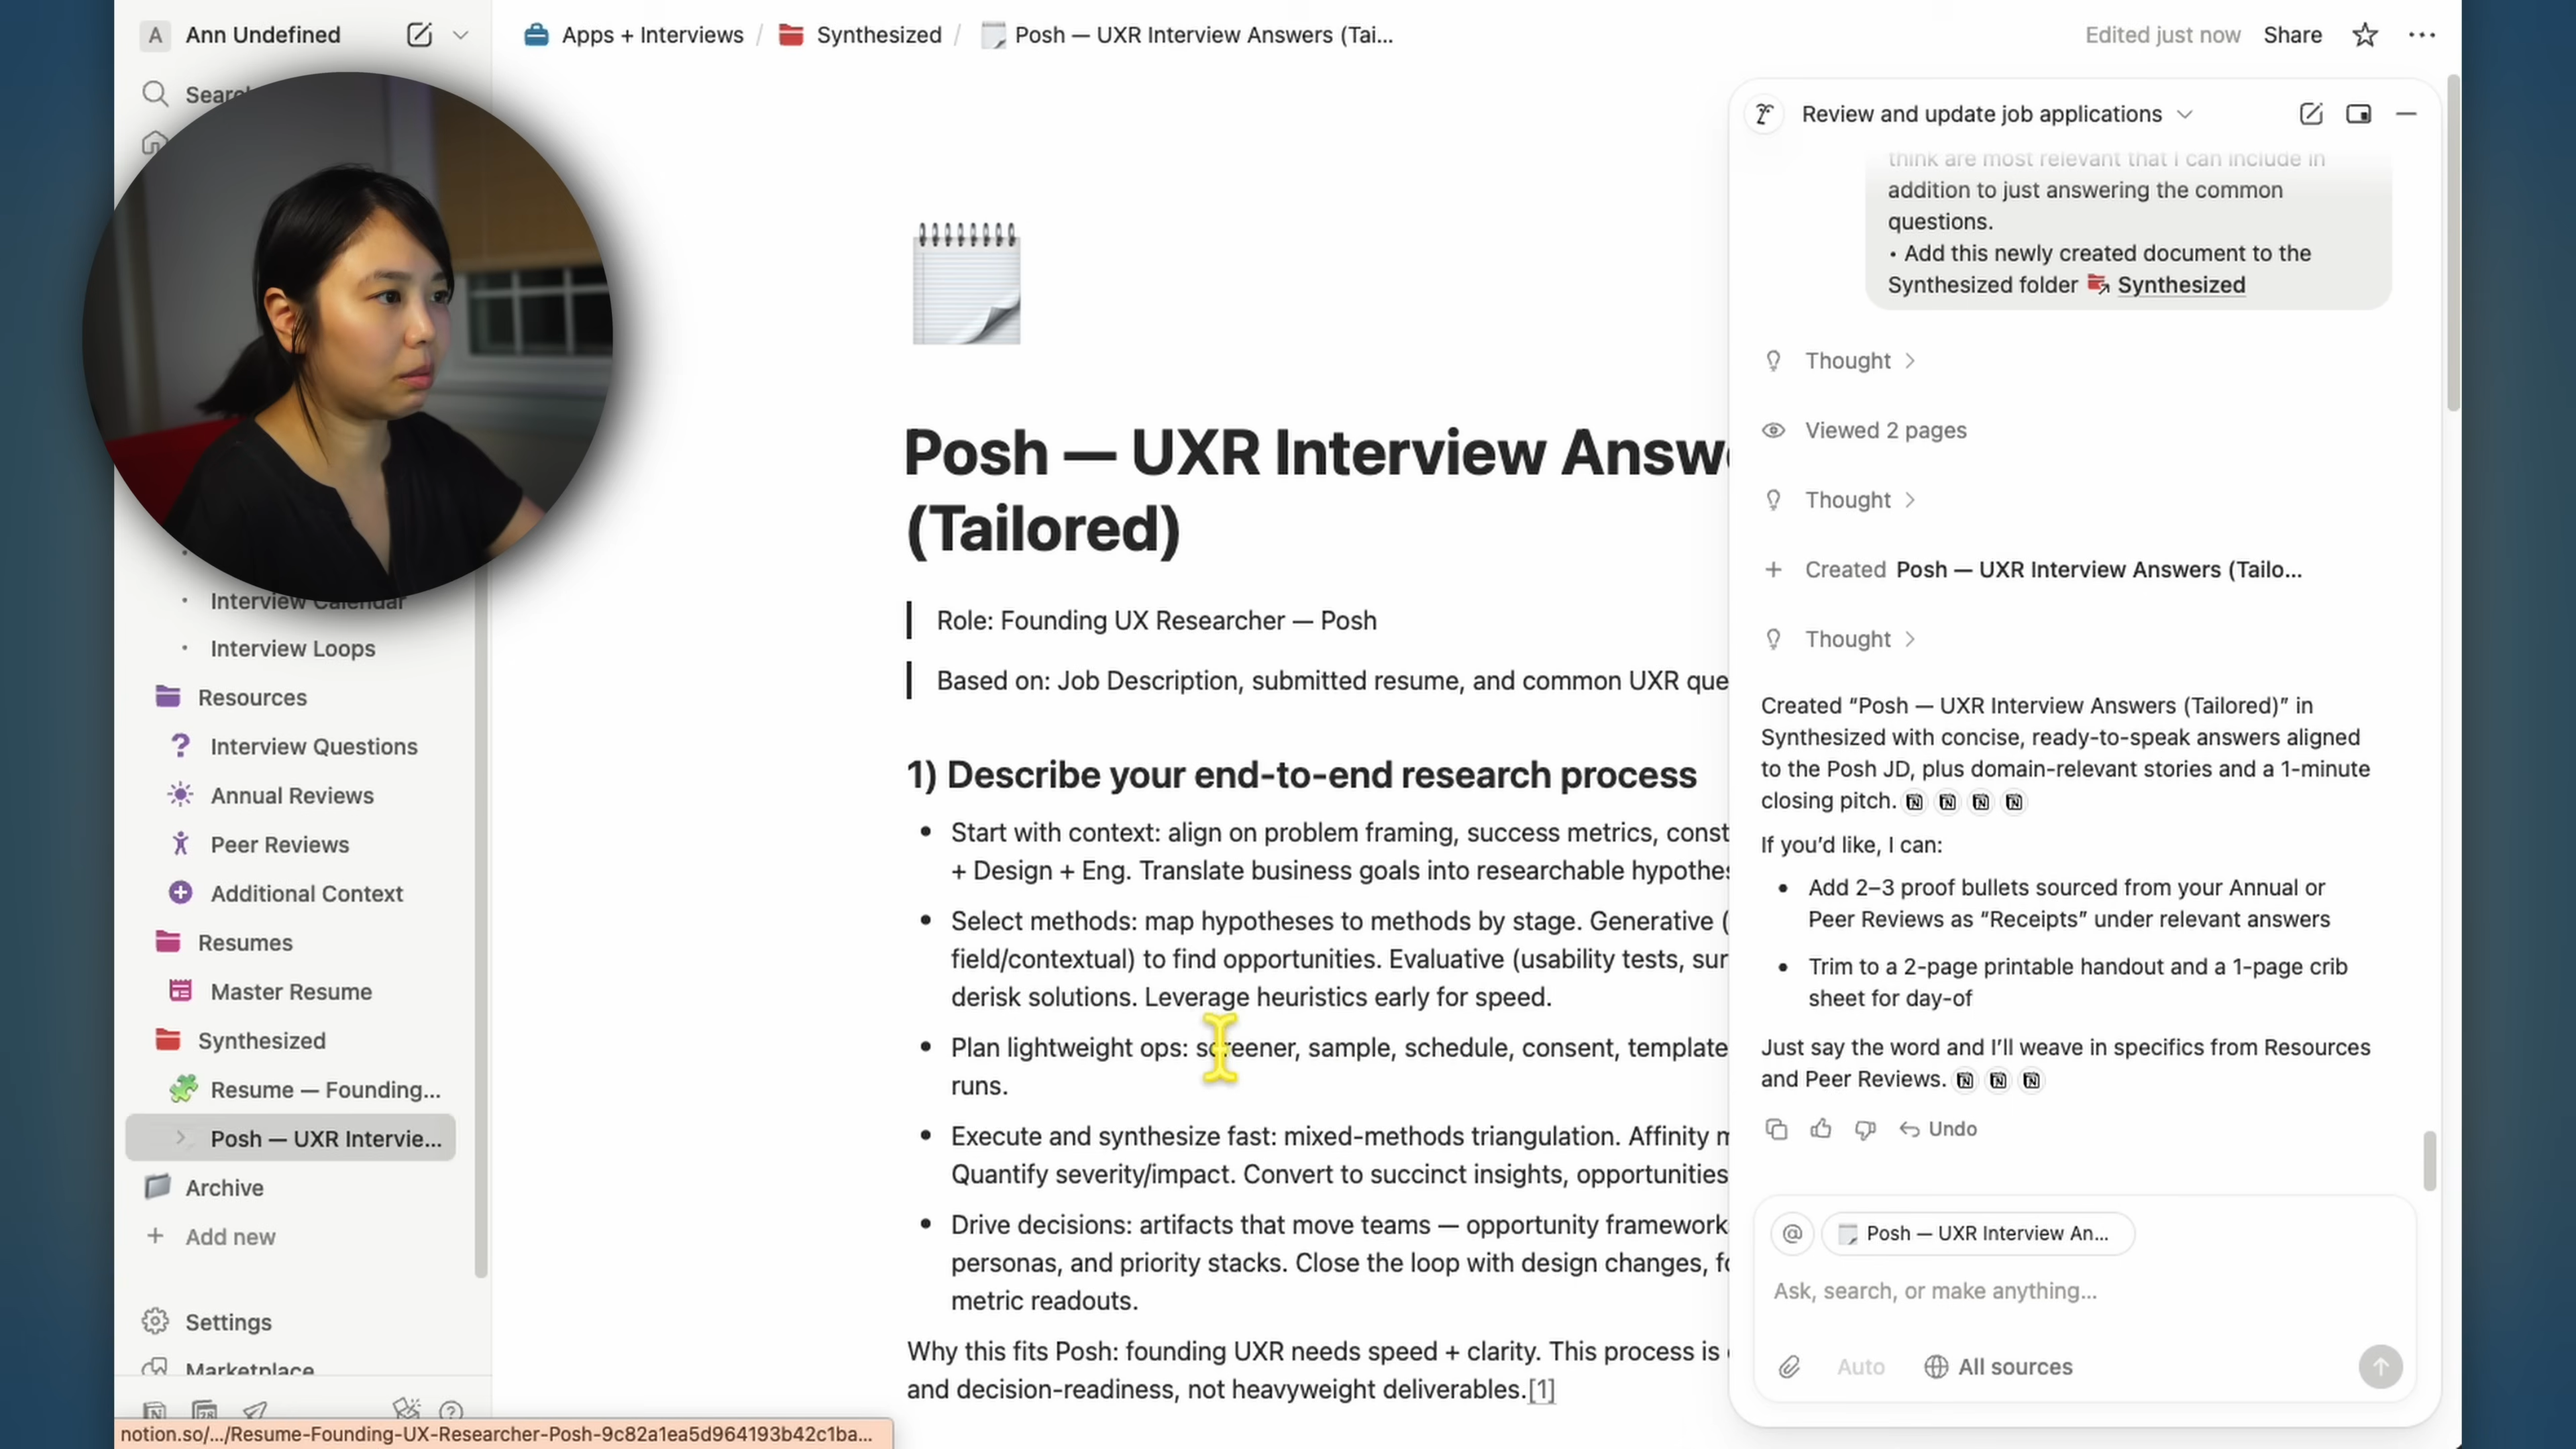 A Ann Undefined
Apps + Interviews / Synthesized / Posh — UXR Interview Answers (Tai...
Edited just now Share
Interview Calendar
Interview Loops
Resources
Interview Questions
Annual Reviews
Peer Reviews
Additional Context
Resumes
Master Resume
Synthesized
Resume — Founding...
Posh — UXR Intervie...
Archive
Add new
Settings
Marketplace
notion.so/.../Resume-Founding-UX-Researcher-Posh-9c82a1ea5d964193b42c1ba...
Posh — UXR Interview Answ
(Tailored)
Role: Founding UX Researcher — Posh
Based on: Job Description, submitted resume, and common UXR que
1) Describe your end-to-end research process
• Start with context: align on problem framing, success metrics, const
+ Design + Eng. Translate business goals into researchable hypothes
• Select methods: map hypotheses to methods by stage. Generative (
field/contextual) to find opportunities. Evaluative (usability tests, sur
derisk solutions. Leverage heuristics early for speed.
• Plan lightweight ops: screener, sample, schedule, consent, template
runs.
• Execute and synthesize fast: mixed-methods triangulation. Affinity
Quantify severity/impact. Convert to succinct insights, opportunities
• Drive decisions: artifacts that move teams — opportunity framework
personas, and priority stacks. Close the loop with design changes,
metric readouts.
Why this fits Posh: founding UXR needs speed + clarity. This process is
and decision-readiness, not heavyweight deliverables.[1]
Review and update job applications
think are most relevant that I can include in
addition to just answering the common
questions.
• Add this newly created document to the
Synthesized folder Synthesized
Thought
Viewed 2 pages
Thought
Created Posh — UXR Interview Answers (Tailo...
Thought
Created “Posh — UXR Interview Answers (Tailored)” in
Synthesized with concise, ready-to-speak answers aligned
to the Posh JD, plus domain-relevant stories and a 1-minute
closing pitch.
If you’d like, I can:
• Add 2–3 proof bullets sourced from your Annual or
Peer Reviews as “Receipts” under relevant answers
• Trim to a 2-page printable handout and a 1-page crib
sheet for day-of
Just say the word and I’ll weave in specifics from Resources
and Peer Reviews.
Undo
@ Posh — UXR Interview An...
Ask, search, or make anything...
Auto All sources